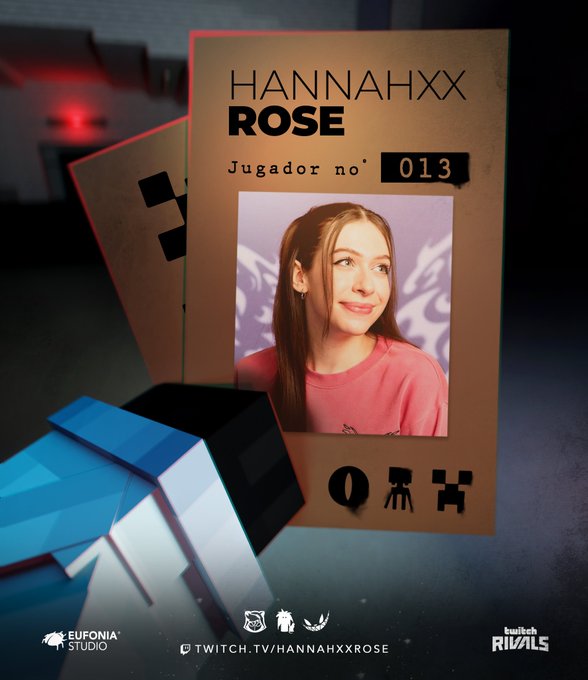 HANNAHXX
ROSE
Jugador no° 013
EUFONIA®
STUDIO
TWITCH.TV/HANNAHXXROSE
twitch
RIVALS